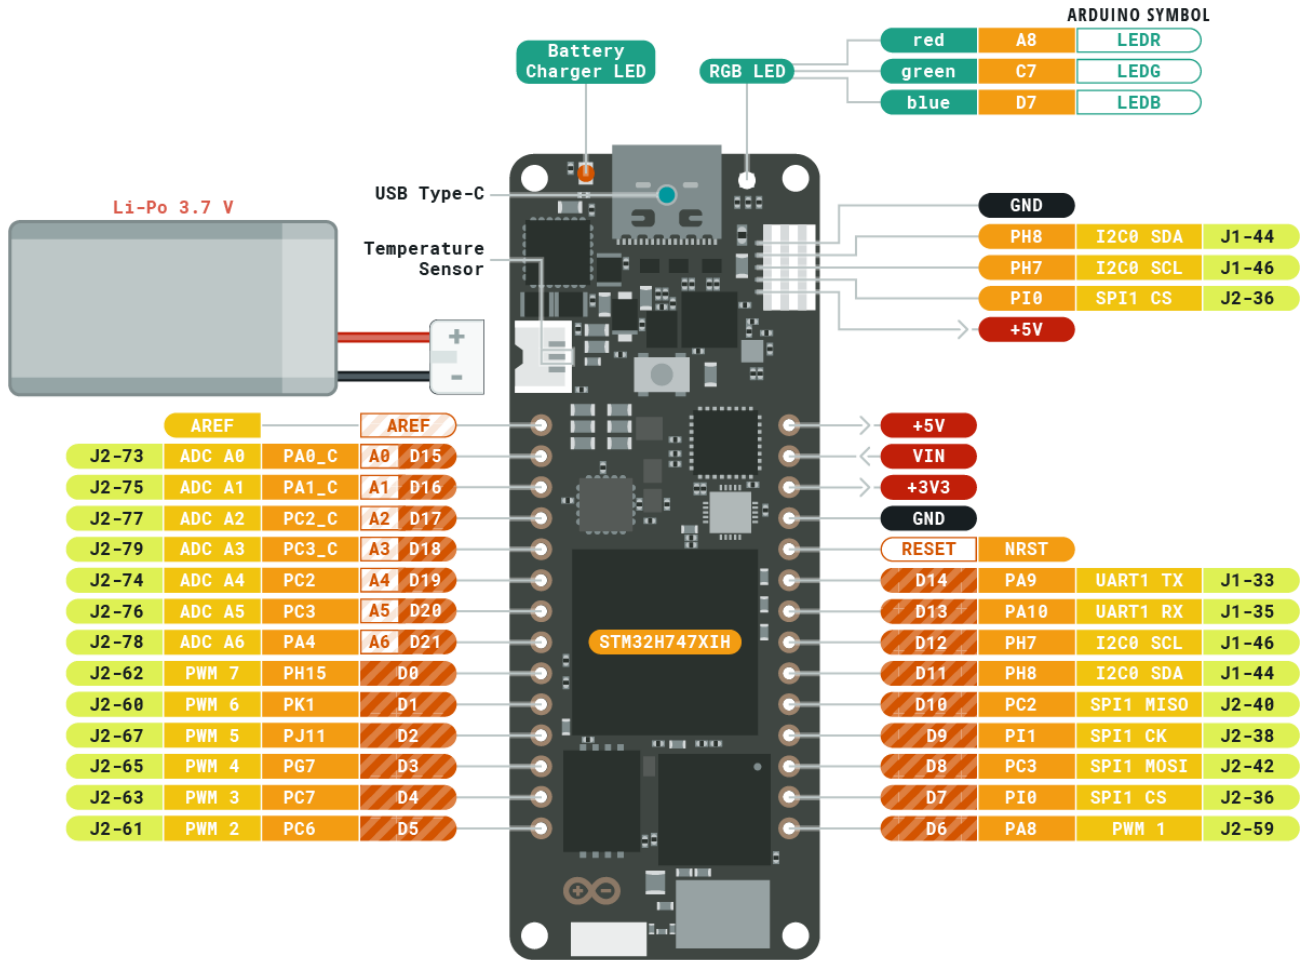 ARDUINO SYMBOL
Battery
Charger LED
RGB LED
red A8 LEDR
green C7 LEDG
blue D7 LEDB
USB Type-C
Li-Po 3.7 V
Temperature
Sensor
GND
PH8 I2C0 SDA J1-44
PH7 I2C0 SCL J1-46
PI0 SPI1 CS J2-36
+5V
+
-
AREF AREF
J2-73 ADC A0 PA0_C A0 D15
J2-75 ADC A1 PA1_C A1 D16
J2-77 ADC A2 PC2_C A2 D17
J2-79 ADC A3 PC3_C A3 D18
J2-74 ADC A4 PC2 A4 D19
J2-76 ADC A5 PC3 A5 D20
J2-78 ADC A6 PA4 A6 D21
J2-62 PWM 7 PH15 D0
J2-60 PWM 6 PK1 D1
J2-67 PWM 5 PJ11 D2
J2-65 PWM 4 PG7 D3
J2-63 PWM 3 PC7 D4
J2-61 PWM 2 PC6 D5
STM32H747XIH
+5V
VIN
+3V3
GND
RESET NRST
D14 PA9 UART1 TX J1-33
D13 PA10 UART1 RX J1-35
D12 PH7 I2C0 SCL J1-46
D11 PH8 I2C0 SDA J1-44
D10 PC2 SPI1 MISO J2-40
D9 PI1 SPI1 CK J2-38
D8 PC3 SPI1 MOSI J2-42
D7 PI0 SPI1 CS J2-36
D6 PA8 PWM 1 J2-59